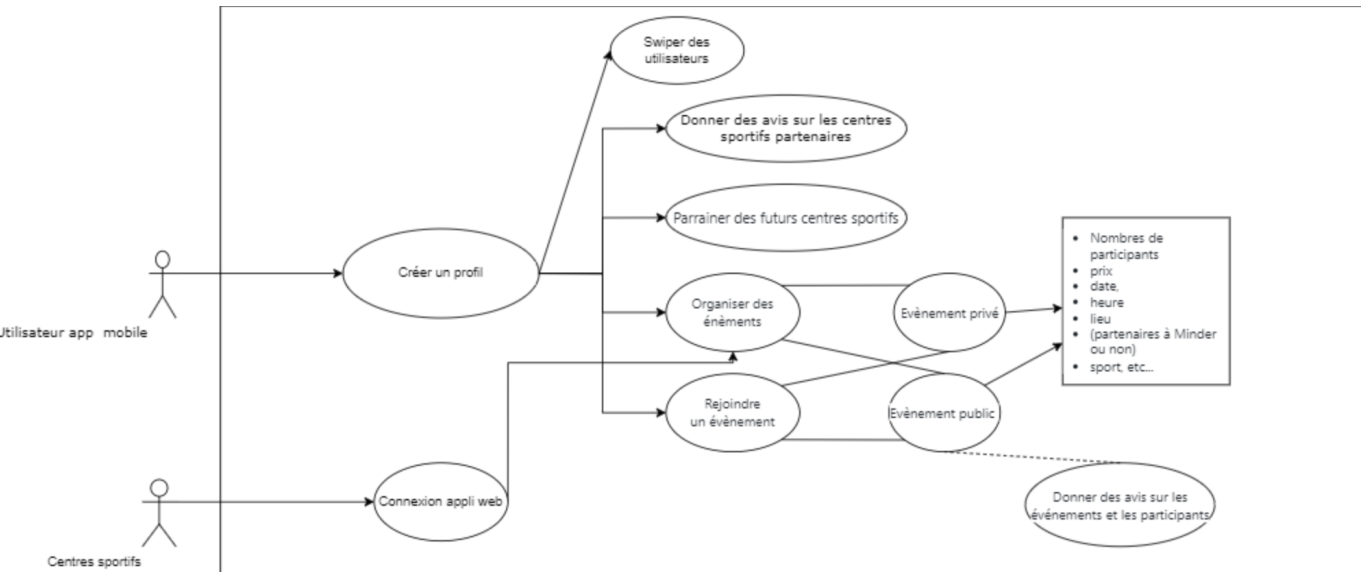 Swiper des
utilisateurs
Donner des avis sur les centres
sportifs partenaires
Parrainer des futurs centres sportifs
Créer un profil
Utilisateur app mobile
Organiser des
énèments
Evènement privé
• Nombres de
participants
• prix
• date,
• heure
• lieu
• (partenaires à Minder
ou non)
• sport, etc...
Rejoindre
un évènement
Evènement public
Connexion appli web
Donner des avis sur les
événements et les participants
Centres sportifs